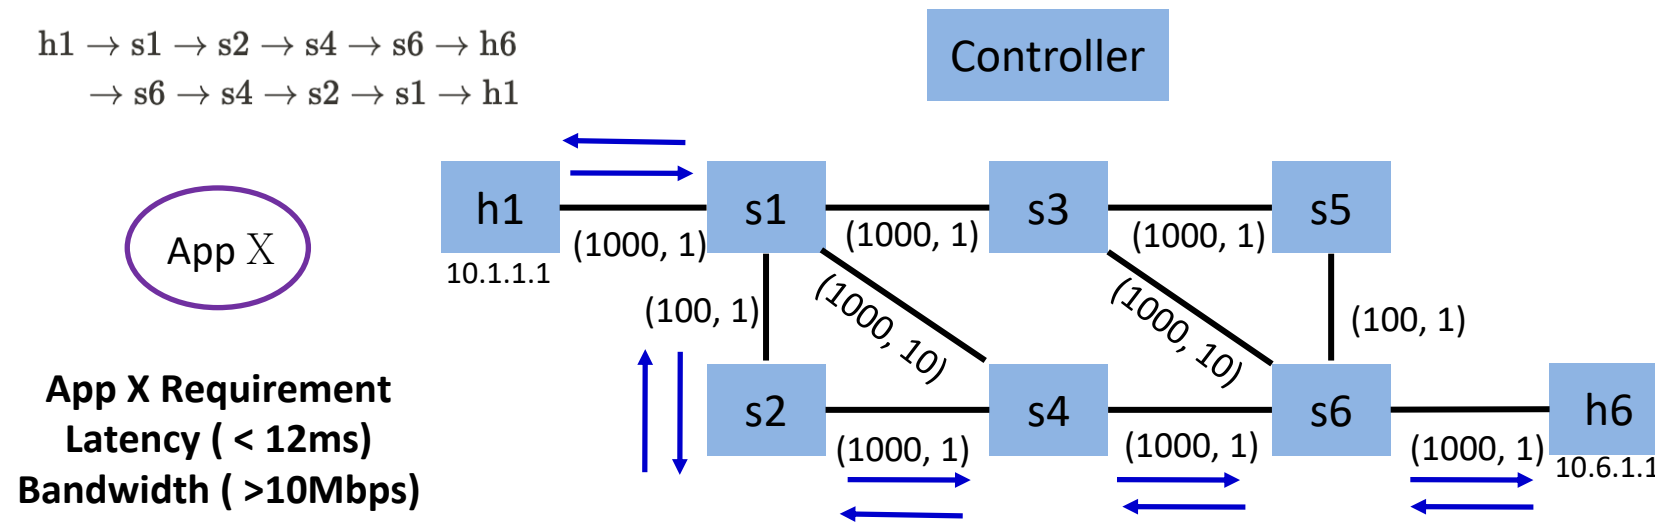 h1 → s1 → s2 → s4 → s6 → h6
→ s6 → s4 → s2 → s1 → h1
Controller
h1
s1
s3
s5
(1000, 1)
(1000, 1)
(1000, 1)
10.1.1.1
App X
(100, 1)
(1000, 10)
(1000, 10)
(100, 1)
App X Requirement
Latency ( < 12ms)
Bandwidth ( >10Mbps)
s2
s4
s6
h6
(1000, 1)
(1000, 1)
(1000, 1)
10.6.1.1